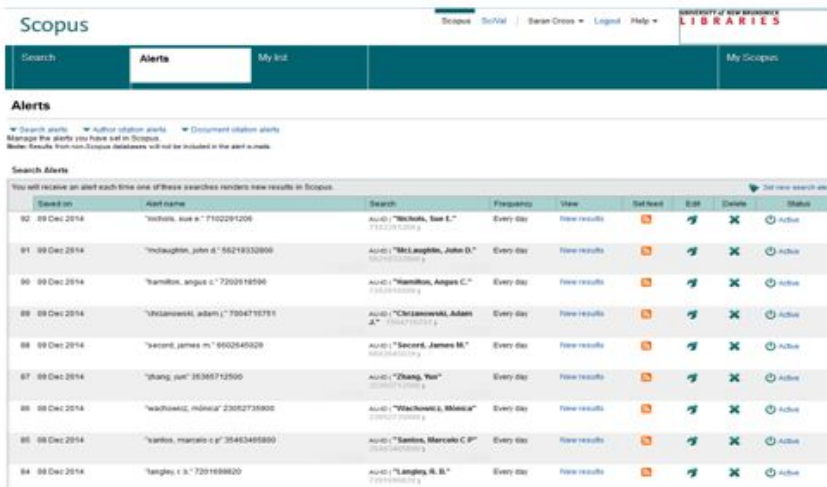 Scopus
Scopus SciVal Saran Cross Logout Help
UNIVERSITY of NEW BRUNSWICK
LIBRARIES
Search Alerts My list My Scopus
Alerts
Search alerts Author citation alerts Document citation alerts
Manage the alerts you have set in Scopus.
Note: Results from non-Scopus databases will not be included in the alert e-mails.
Search Alerts
You will receive an alert each time one of these searches renders new results in Scopus. Set new search
Saved on Alert name Search Frequency View Set feed Edit Delete Status
92 09 Dec 2014 "nichols, sue e." 7102291206 AU-ID ( "Nichols, Sue E." Every day New results Active
91 09 Dec 2014 "mclaughlin, john d." 56218332800 AU-ID ( "McLaughlin, John D." Every day New results Active
90 09 Dec 2014 "hamilton, angus c." 7202618590 AU-ID ( "Hamilton, Angus C." Every day New results Active
89 09 Dec 2014 "chrzanowski, adam j." 7004710751 AU-ID ( "Chrzanowski, Adam
J." Every day New results Active
88 09 Dec 2014 "secord, james m." 6602645029 AU-ID ( "Secord, James M." Every day New results Active
87 09 Dec 2014 "zhang, yun" 35365712500 AU-ID ( "Zhang, Yun" Every day New results Active
86 08 Dec 2014 "wachowicz, mónica" 23052735900 AU-ID ( "Wachowicz, Mónica" Every day New results Active
85 08 Dec 2014 "santos, marcelo c p" 35463465800 AU-ID ( "Santos, Marcelo C P" Every day New results Active
84 08 Dec 2014 "langley, r. b." 7201699820 AU-ID ( "Langley, R. B." Every day New results Active